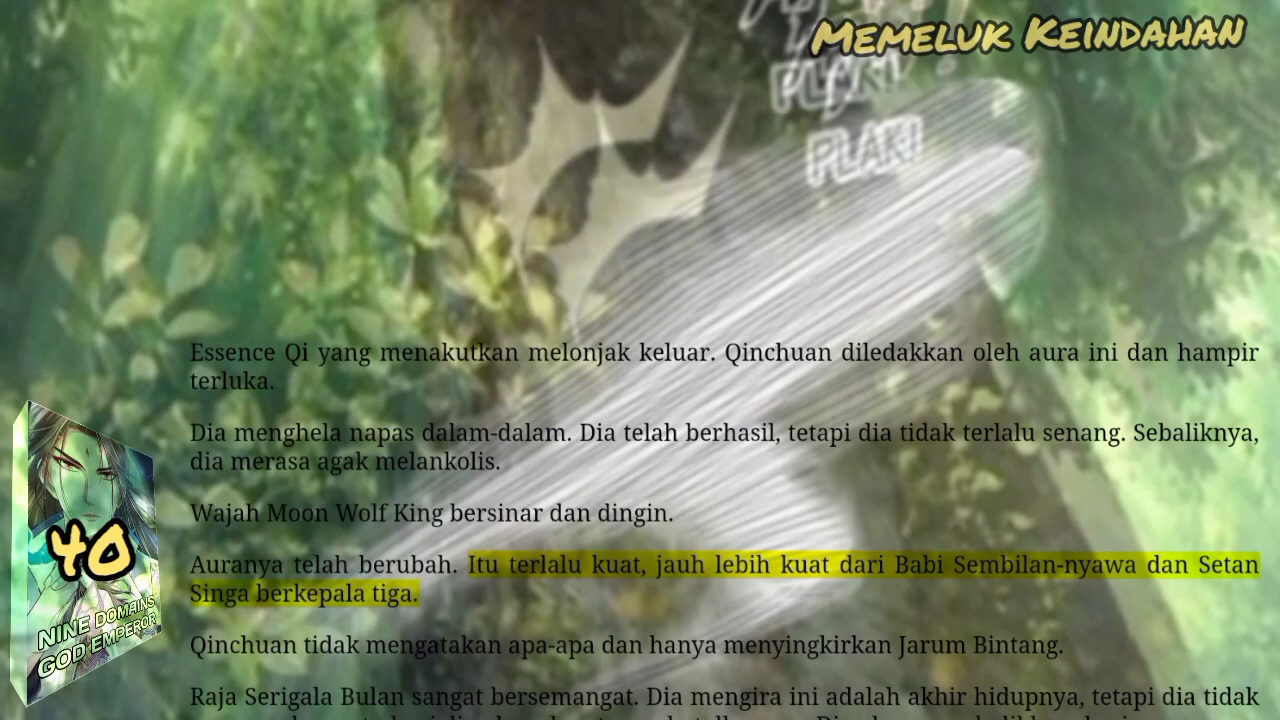 Memeluk Keindahan
PLAK!
PLAK!
Essence Qi yang menakutkan melonjak keluar. Qinchuan diledakkan oleh aura ini dan hampir
terluka.
Dia menghela napas dalam-dalam. Dia telah berhasil, tetapi dia tidak terlalu senang. Sebaliknya,
dia merasa agak melankolis.
Wajah Moon Wolf King bersinar dan dingin.
Auranya telah berubah. Itu terlalu kuat, jauh lebih kuat dari Babi Sembilan-nyawa dan Setan
Singa berkepala tiga.
Qinchuan tidak mengatakan apa-apa dan hanya menyingkirkan Jarum Bintang.
Raja Serigala Bulan sangat bersemangat. Dia mengira ini adalah akhir hidupnya, tetapi dia tidak
40
NINE DOMAINS
GOD EMPEROR